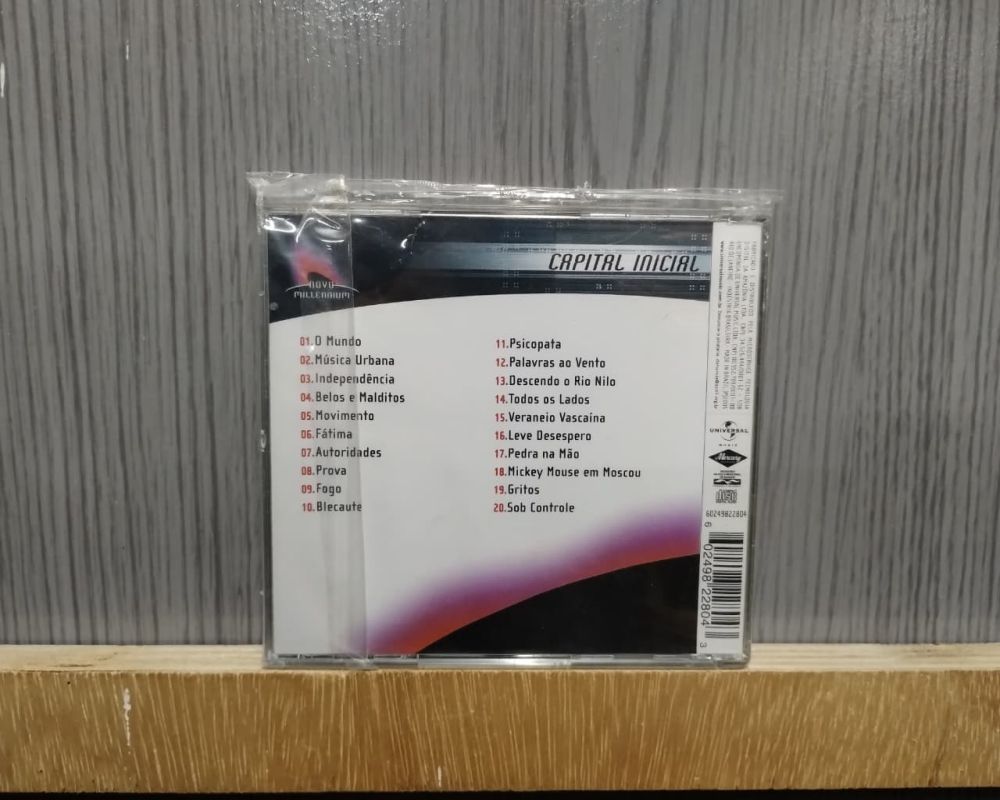 CAPITAL INICIAL
NOVO
MILLENNIUM
01.O Mundo
02.Música Urbana
03.Independência
04.Belos e Malditos
05.Movimento
06.Fátima
07.Autoridades
08.Prova
09.Fogo
10.Blecaute
11.Psicopata
12.Palavras ao Vento
13.Descendo o Rio Nilo
14.Todos os Lados
15.Veraneio Vascaína
16.Leve Desespero
17.Pedra na Mão
18.Mickey Mouse em Moscou
19.Gritos
20.Sob Controle
UNIVERSAL
MUSIC
Mercury
60249822804
6 02498 22804 3